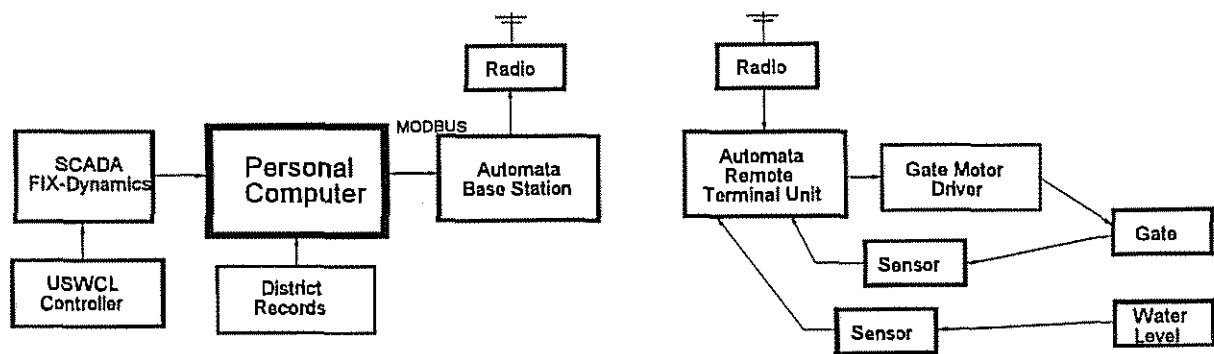 Radio
MODBUS
SCADA
FIX-Dynamics
Personal
Computer
Automata
Base Station
USWCL
Controller
District
Records
Radio
Automata
Remote
Terminal Unit
Gate Motor
Driver
Gate
Sensor
Sensor
Water
Level